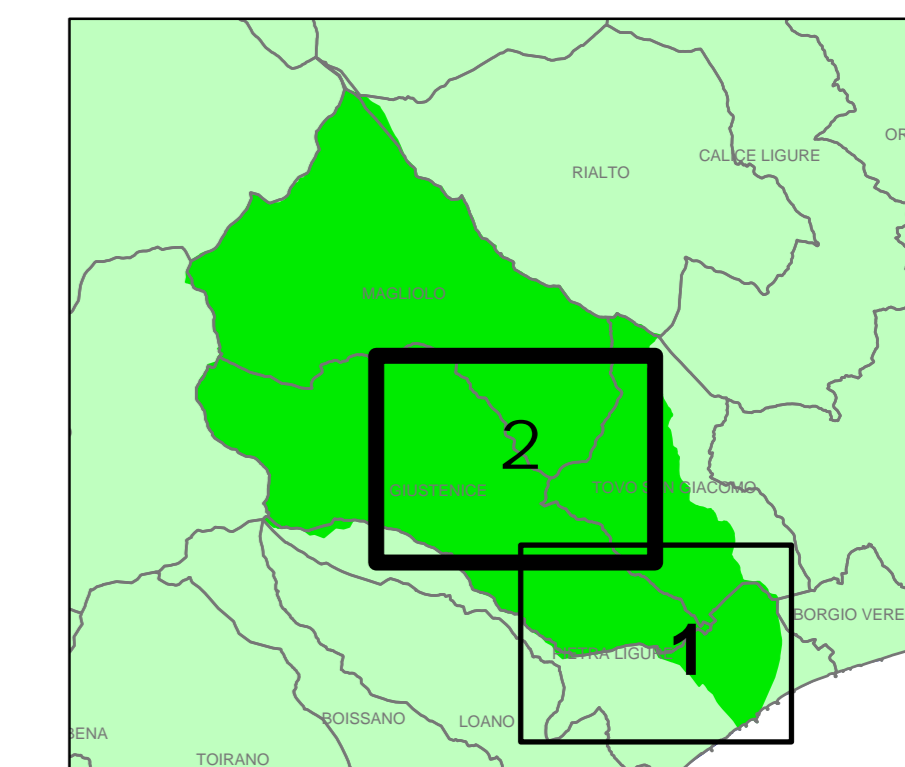 OR
CALICE LIGURE
RIALTO
MAGLIOLO
2
GIUSTENICE
TOVO SAN GIACOMO
BORGIO VERE
1
PIETRA LIGURE
BOISSANO
LOANO
BENA
TOIRANO